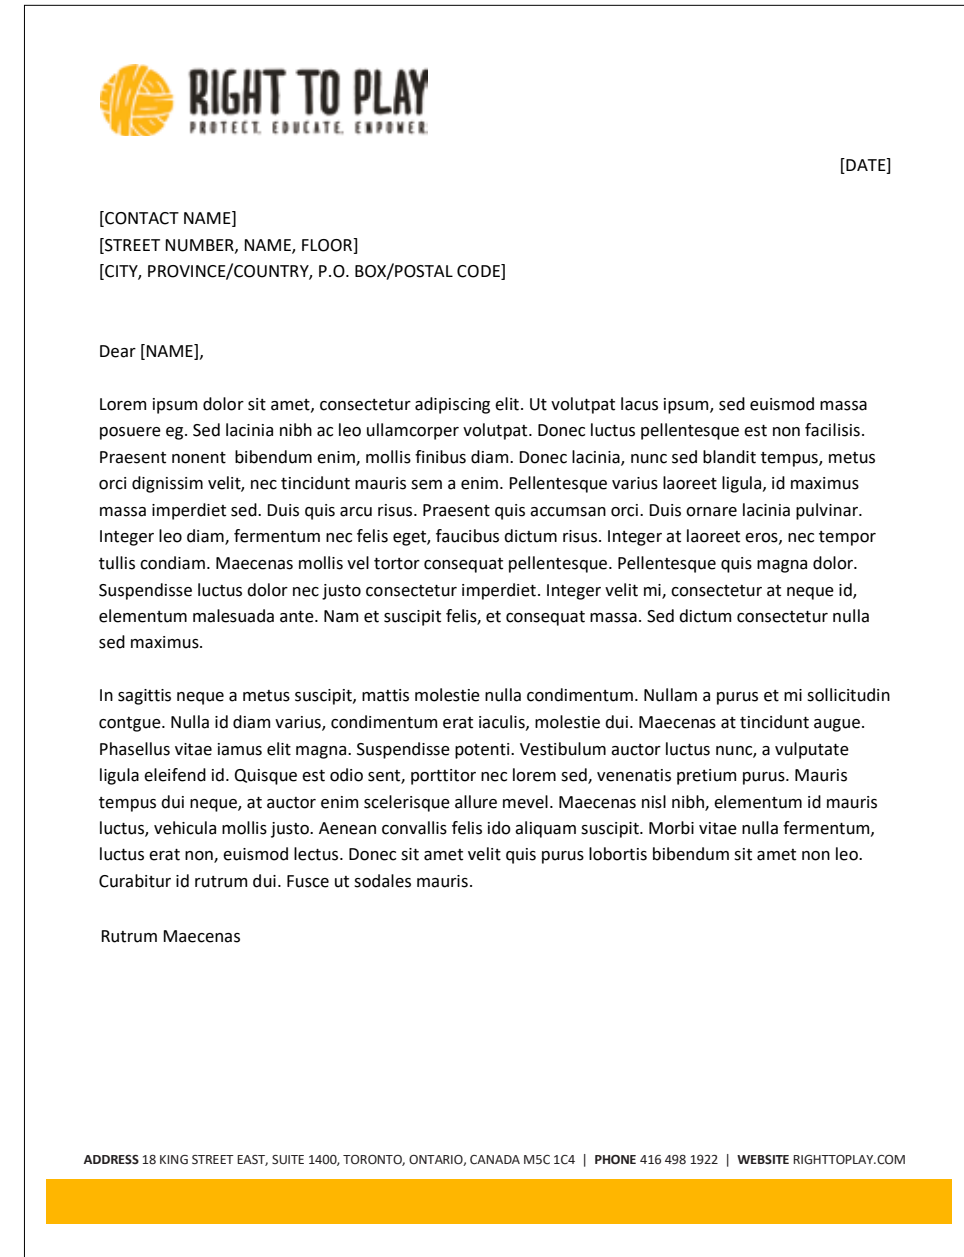 RIGHT TO PLAY
PROTECT. EDUCATE. EMPOWER.
[DATE]
[CONTACT NAME]
[STREET NUMBER, NAME, FLOOR]
[CITY, PROVINCE/COUNTRY, P.O. BOX/POSTAL CODE]
Dear [NAME],
Lorem ipsum dolor sit amet, consectetur adipiscing elit. Ut volutpat lacus ipsum, sed euismod massa
posuere eg. Sed lacinia nibh ac leo ullamcorper volutpat. Donec luctus pellentesque est non facilisis.
Praesent nonent  bibendum enim, mollis finibus diam. Donec lacinia, nunc sed blandit tempus, metus
orci dignissim velit, nec tincidunt mauris sem a enim. Pellentesque varius laoreet ligula, id maximus
massa imperdiet sed. Duis quis arcu risus. Praesent quis accumsan orci. Duis ornare lacinia pulvinar.
Integer leo diam, fermentum nec felis eget, faucibus dictum risus. Integer at laoreet eros, nec tempor
tullis condiam. Maecenas mollis vel tortor consequat pellentesque. Pellentesque quis magna dolor.
Suspendisse luctus dolor nec justo consectetur imperdiet. Integer velit mi, consectetur at neque id,
elementum malesuada ante. Nam et suscipit felis, et consequat massa. Sed dictum consectetur nulla
sed maximus.
In sagittis neque a metus suscipit, mattis molestie nulla condimentum. Nullam a purus et mi sollicitudin
contgue. Nulla id diam varius, condimentum erat iaculis, molestie dui. Maecenas at tincidunt augue.
Phasellus vitae iamus elit magna. Suspendisse potenti. Vestibulum auctor luctus nunc, a vulputate
ligula eleifend id. Quisque est odio sent, porttitor nec lorem sed, venenatis pretium purus. Mauris
tempus dui neque, at auctor enim scelerisque allure mevel. Maecenas nisl nibh, elementum id mauris
luctus, vehicula mollis justo. Aenean convallis felis ido aliquam suscipit. Morbi vitae nulla fermentum,
luctus erat non, euismod lectus. Donec sit amet velit quis purus lobortis bibendum sit amet non leo.
Curabitur id rutrum dui. Fusce ut sodales mauris.
Rutrum Maecenas
ADDRESS 18 KING STREET EAST, SUITE 1400, TORONTO, ONTARIO, CANADA M5C 1C4 | PHONE 416 498 1922 | WEBSITE RIGHTTOPLAY.COM